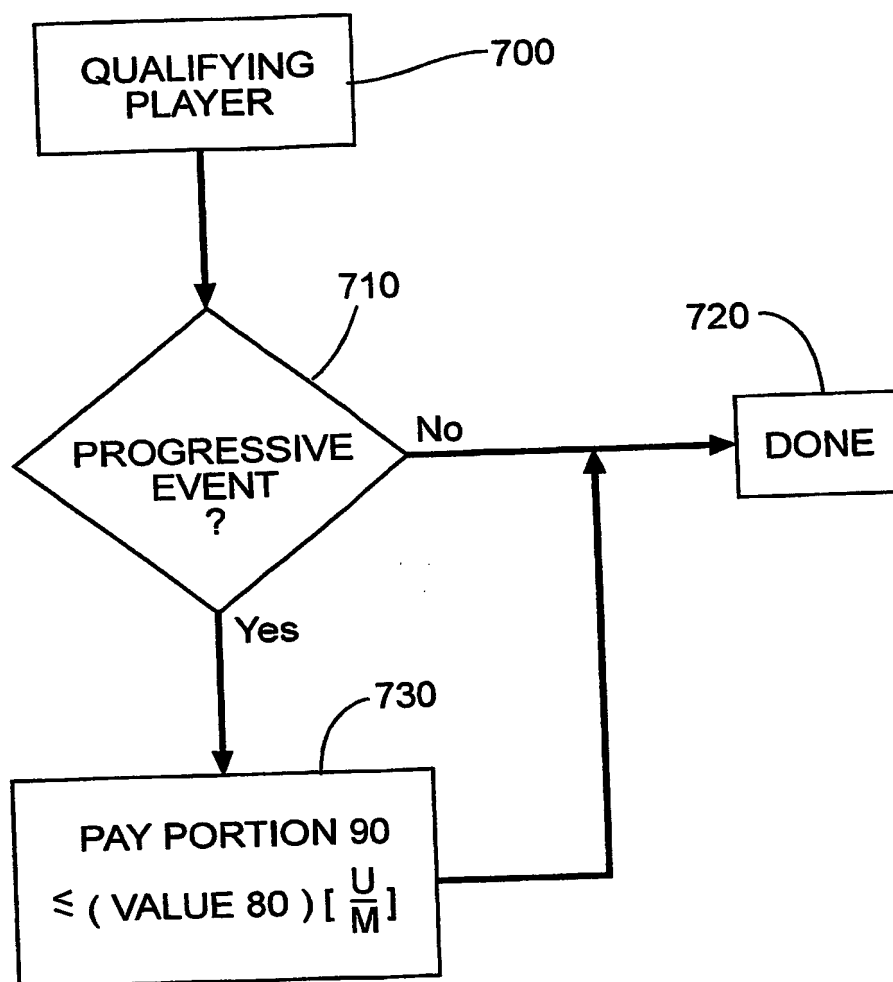 QUALIFYING
PLAYER
700
710
PROGRESSIVE
EVENT
?
No
720
DONE
Yes
730
PAY PORTION 90
≦ ( VALUE 80 ) [ U/M ]